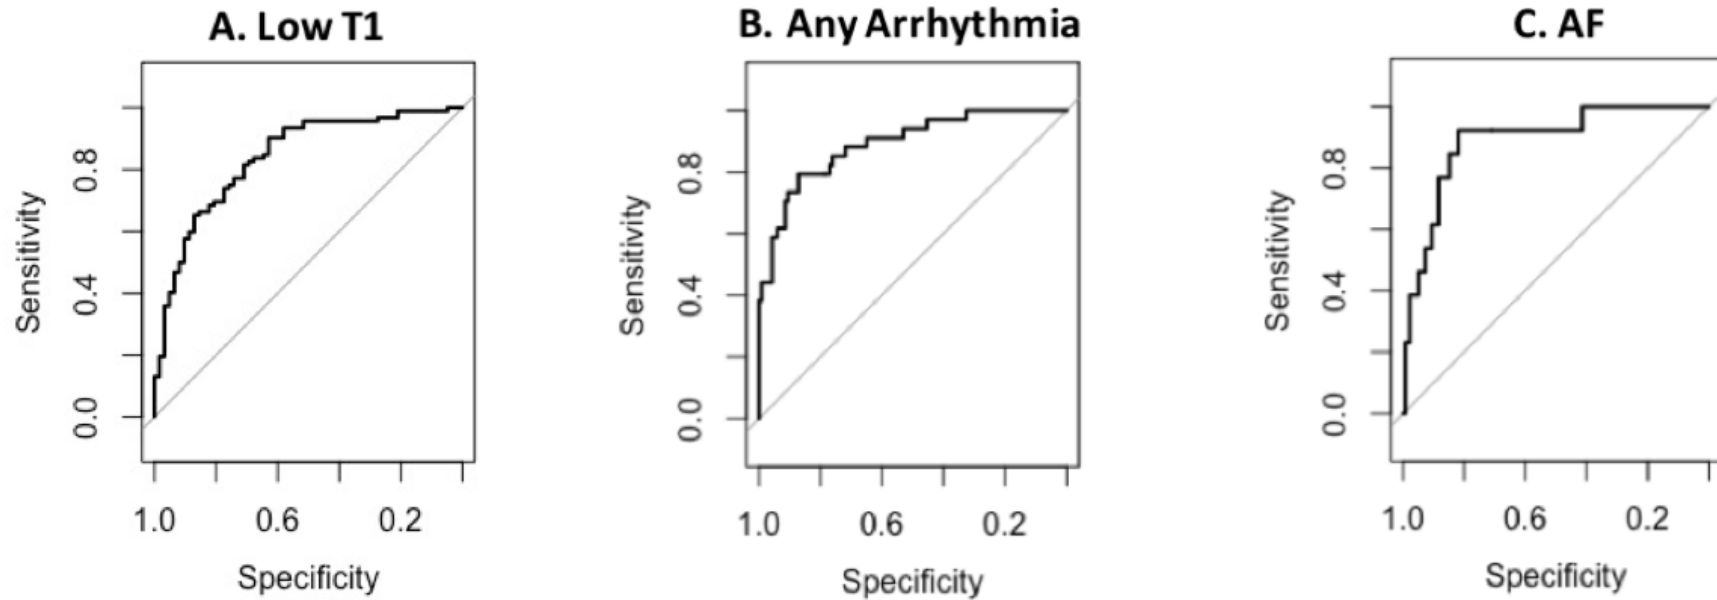 A. Low T1
B. Any Arrhythmia
C. AF
Sensitivity
0.0
0.4
0.8
1.0 0.6 0.2
Specificity
Sensitivity
0.0
0.4
0.8
1.0 0.6 0.2
Specificity
Sensitivity
0.0
0.4
0.8
1.0 0.6 0.2
Specificity